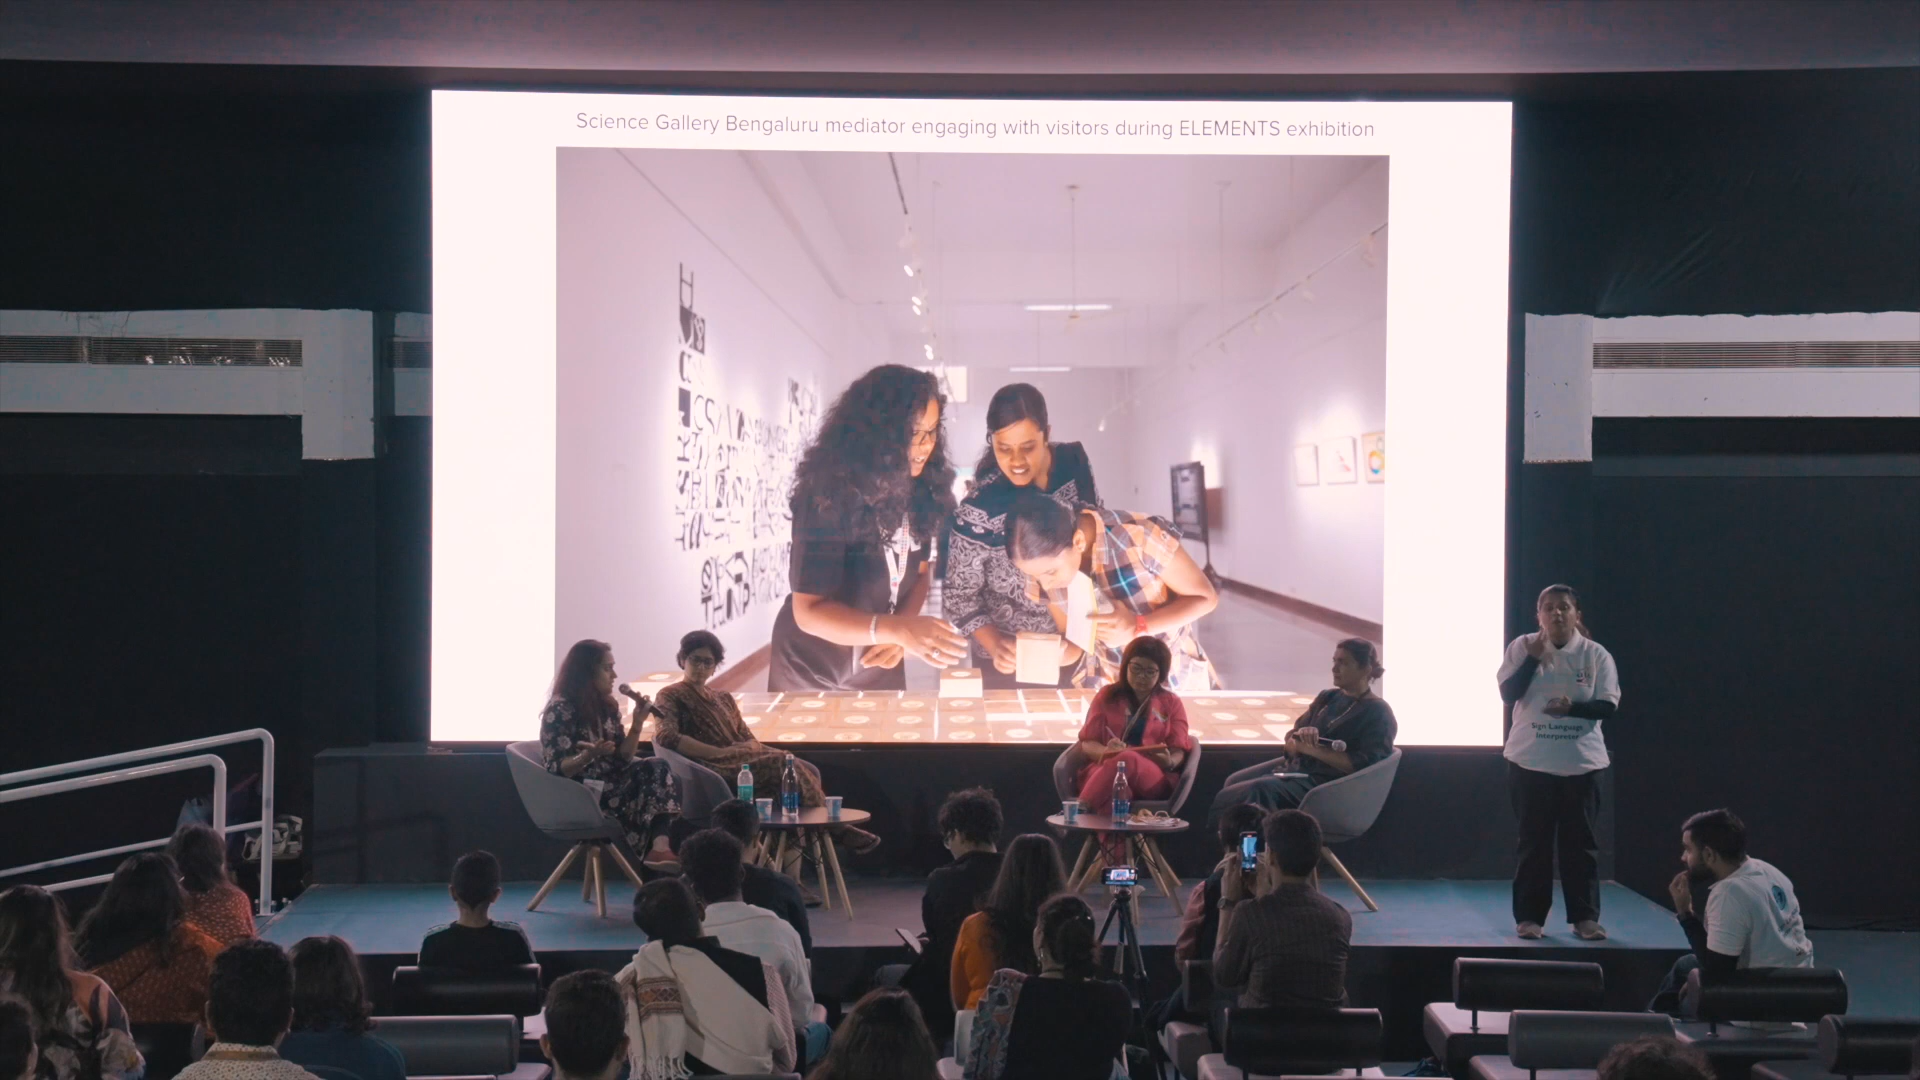 Science Gallery Bengaluru mediator engaging with visitors during ELEMENTS exhibition
Sign Language
Interpreter